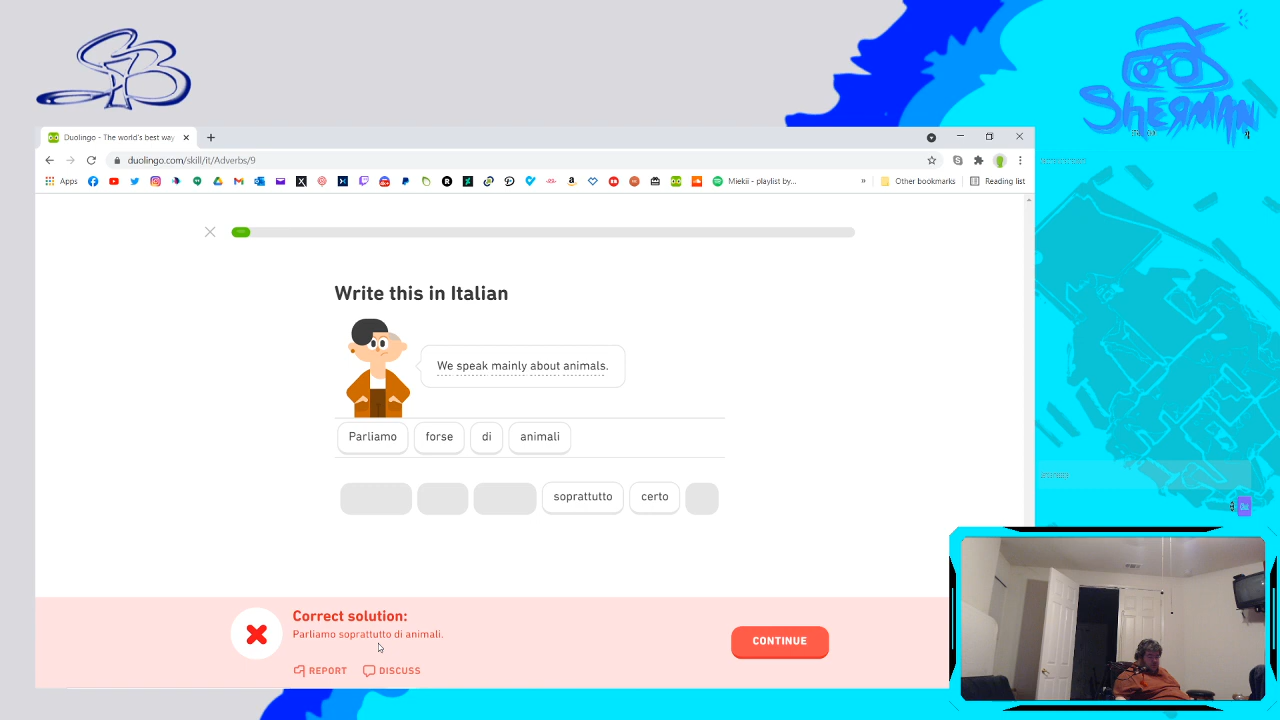 SHERMAN
Duolingo - The world's best way
duolingo.com/skill/it/Adverbs/9
Apps
Miekii - playlist by...
»
Other bookmarks
Reading list
Write this in Italian
We speak mainly about animals.
Parliamo forse di animali
soprattutto certo
Correct solution:
Parliamo soprattutto di animali.
REPORT DISCUSS
CONTINUE